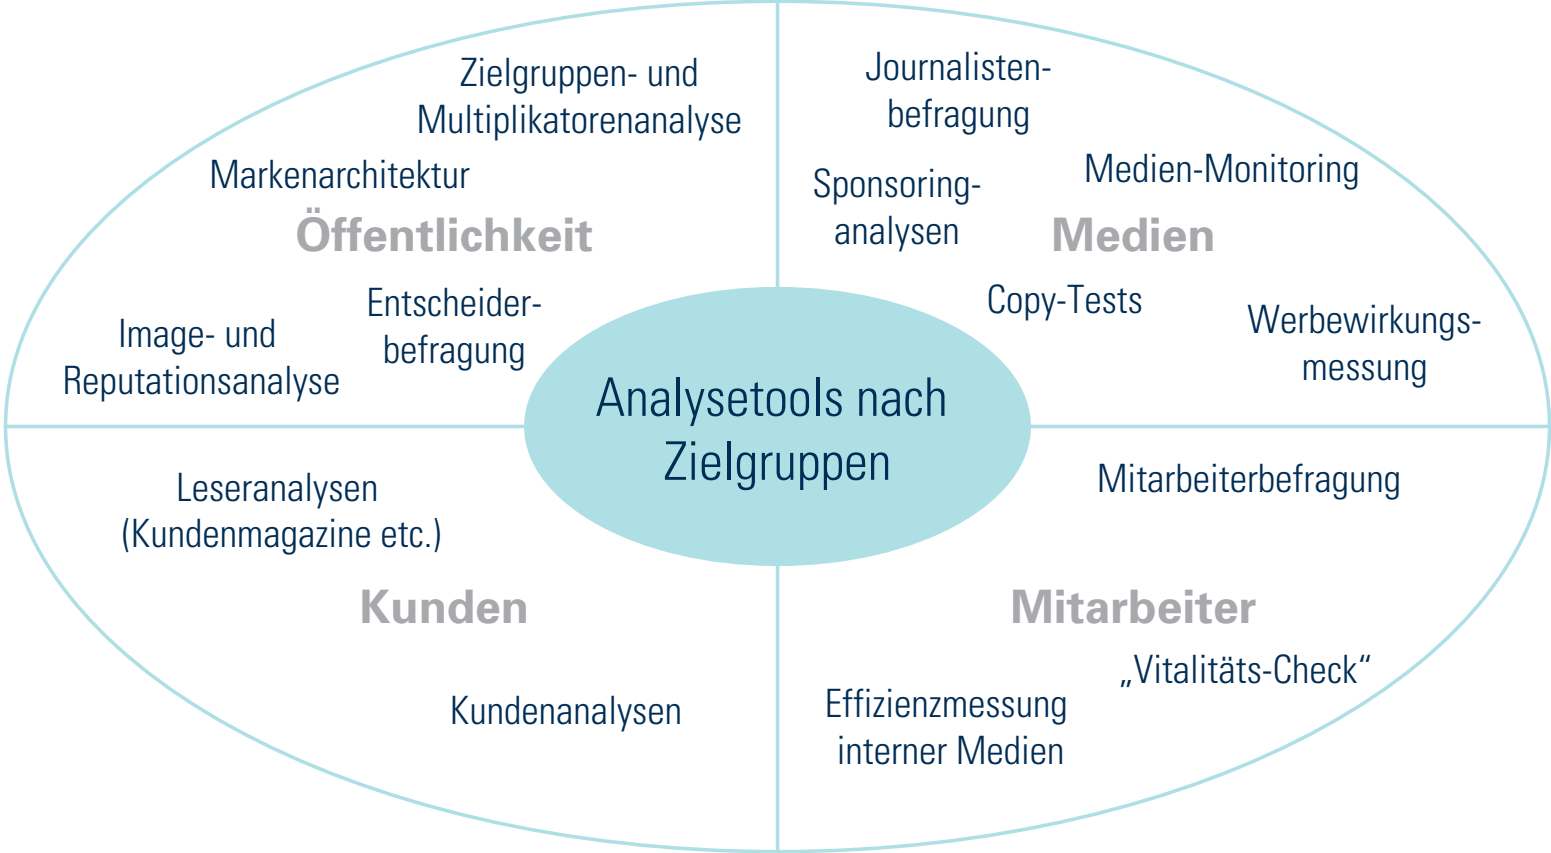 Zielgruppen- und
Multiplikatorenanalyse
Markenarchitektur
Öffentlichkeit
Entscheider-
befragung
Image- und
Reputationsanalyse
Journalisten-
befragung
Medien-Monitoring
Sponsoring-
analysen
Medien
Copy-Tests
Werbewirkungs-
messung
Analysetools nach
Zielgruppen
Leseranalysen
(Kundenmagazine etc.)
Kunden
Kundenanalysen
Mitarbeiterbefragung
Mitarbeiter
„Vitalitäts-Check“
Effizienzmessung
interner Medien